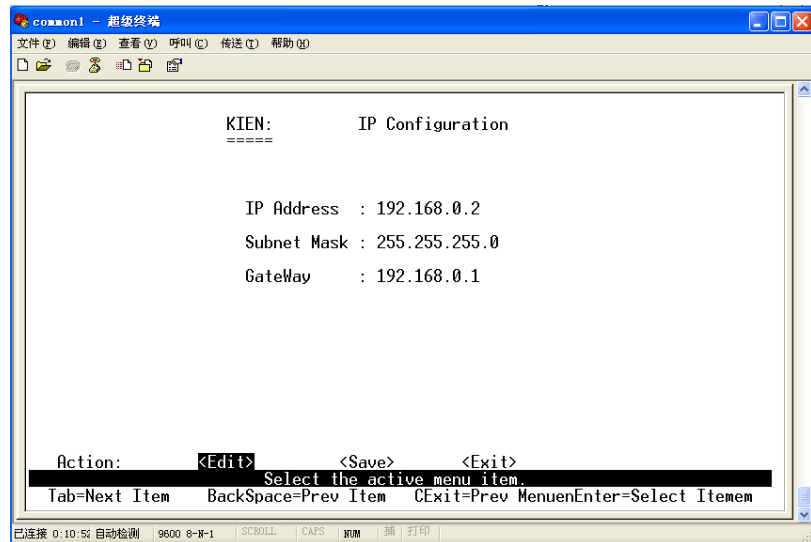 common1 - 超级终端
文件(F) 编辑(E) 查看(V) 呼叫(C) 传送(T) 帮助(H)
KIEN: IP Configuration
=====
IP Address : 192.168.0.2
Subnet Mask : 255.255.255.0
GateWay : 192.168.0.1
Action: <Edit> <Save> <Exit>
Select the active menu item.
Tab=Next Item BackSpace=Prev Item CExit=Prev MenuenEnter=Select Itemem
已连接 0:10:52 自动检测 9600 8-N-1 SCROLL CAPS NUM 捕 打印